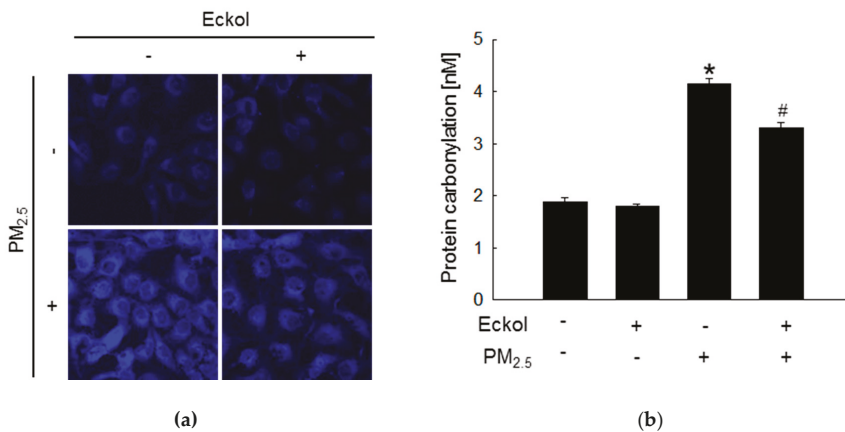 Eckol
- +
PM2.5
-
+
(a)
Protein carbonylation [nM]
5
4
3
2
1
0
*
#
Eckol - + - +
PM2.5 - - + +
(b)